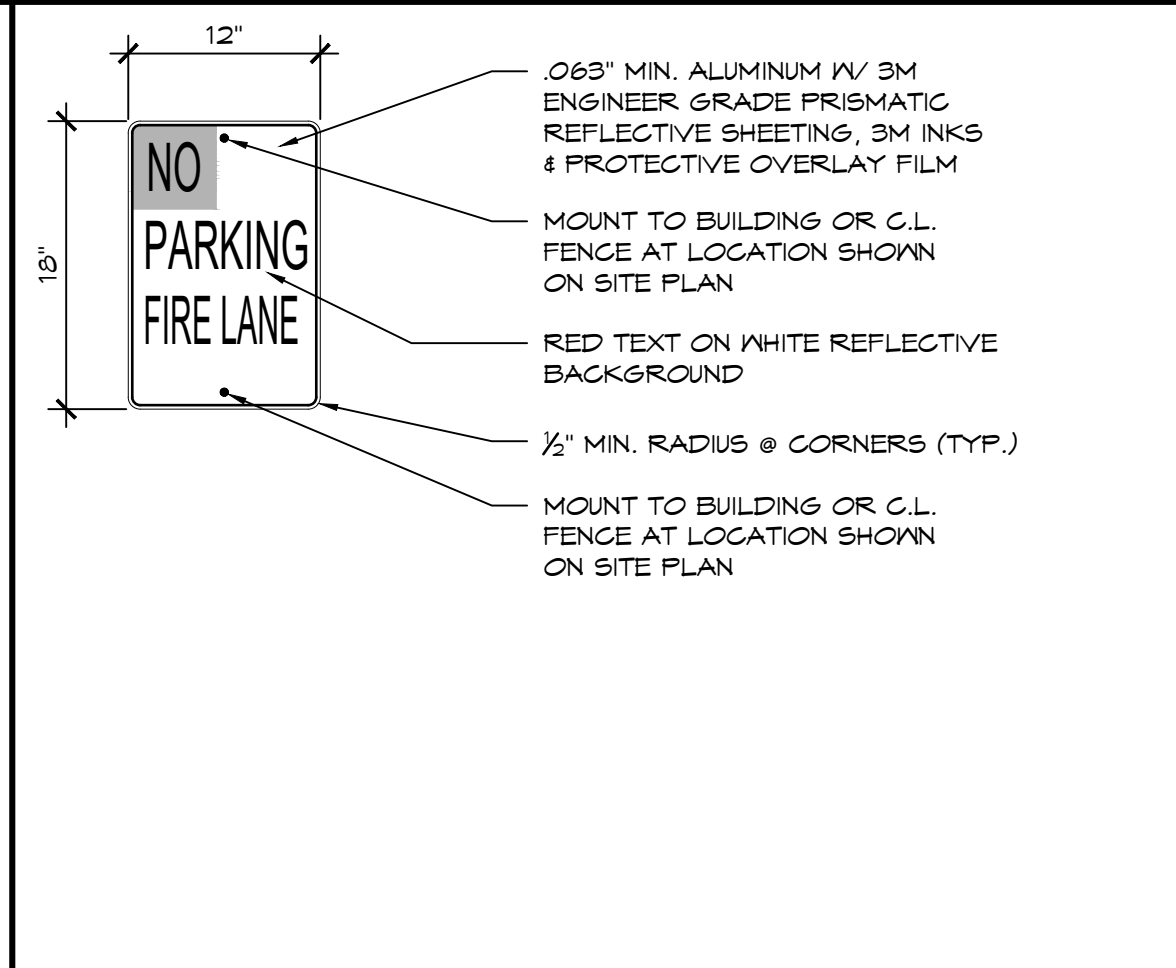 12"
18"
NO
PARKING
FIRE LANE
.063" MIN. ALUMINUM W/ 3M
ENGINEER GRADE PRISMATIC
REFLECTIVE SHEETING, 3M INKS
& PROTECTIVE OVERLAY FILM
MOUNT TO BUILDING OR C.L.
FENCE AT LOCATION SHOWN
ON SITE PLAN
RED TEXT ON WHITE REFLECTIVE
BACKGROUND
½" MIN. RADIUS @ CORNERS (TYP.)
MOUNT TO BUILDING OR C.L.
FENCE AT LOCATION SHOWN
ON SITE PLAN